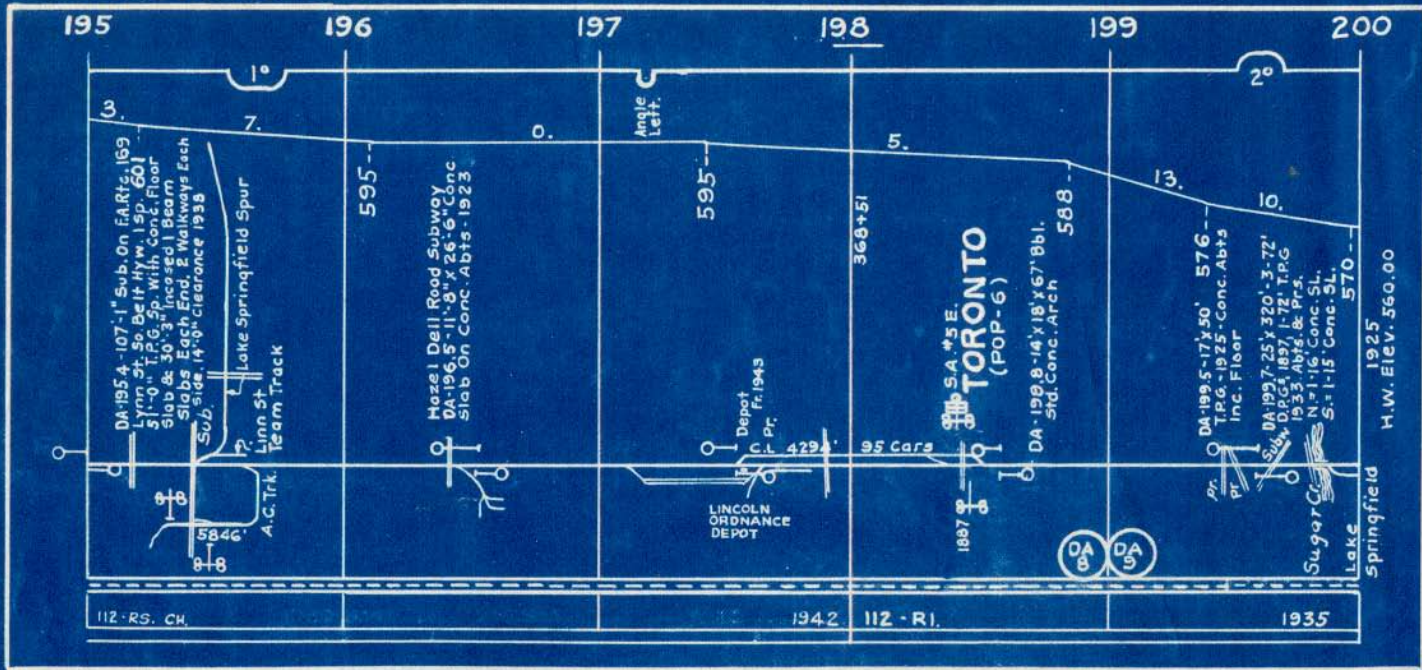 195 196 197 198 199 200
1° 2°
Angle
Left.
3. 7. 0. 5. 13. 10.
595
595
588
576
570
601
DA-195.4-107'-1" Sub. On F.A.Rte. 169
Lynn St. So. Belt Hyw. 1 Sp.
51'-0" T.P.G. Sp. With Conc. Floor
Slab & 30'-3" Incased I Beam
Slabs Each End. 2 Walkways Each
Side. 14'-0" Clearance 1938
Sub.
Lake Springfield Spur
P.
Linn St
Team Track
A.C. Trk.
5846'
Hazel Dell Road Subway
DA-196.5-11'-8" X 26'-6" Conc
Slab On Conc. Abts-1923
Depot
Pr. Fr. 1943
C.L. 4294' 95 Cars
LINCOLN
ORDNANCE
DEPOT
368+51
S.A. #5 E.
TORONTO
(POP-6)
1887
DA-198.8-14'x18'x67' Bbl.
Std. Conc. Arch
DA-199.5-17'x50'
T.P.G.-1925-Conc. Abts
Inc. Floor
Pr.
Pr
DA-199.7-25'x320'-3-72'
D.P.Gs. 1897, 1-72' T.P.G
1933. Abts. & Prs.
N.=1-16' Conc. SL.
S.=1-15' Conc. SL.
Subw.
Sugar Cr.
Lake
Springfield
1925
H.W. Elev. 560.00
DA
8
DA
9
112-RS. CH. 1942 112-RI. 1935